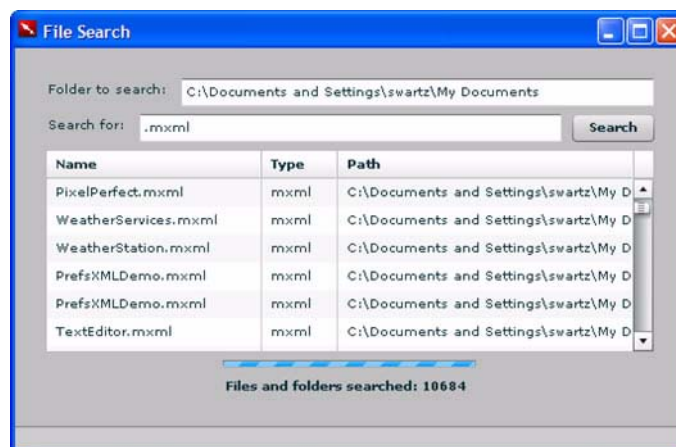 File Search
Folder to search: C:\Documents and Settings\swartz\My Documents
Search for: .mxml Search
Name Type Path
PixelPerfect.mxml mxml C:\Documents and Settings\swartz\My D
WeatherServices.mxml mxml C:\Documents and Settings\swartz\My D
WeatherStation.mxml mxml C:\Documents and Settings\swartz\My D
PrefsXMLDemo.mxml mxml C:\Documents and Settings\swartz\My D
PrefsXMLDemo.mxml mxml C:\Documents and Settings\swartz\My D
TextEditor.mxml mxml C:\Documents and Settings\swartz\My D
Files and folders searched: 10684